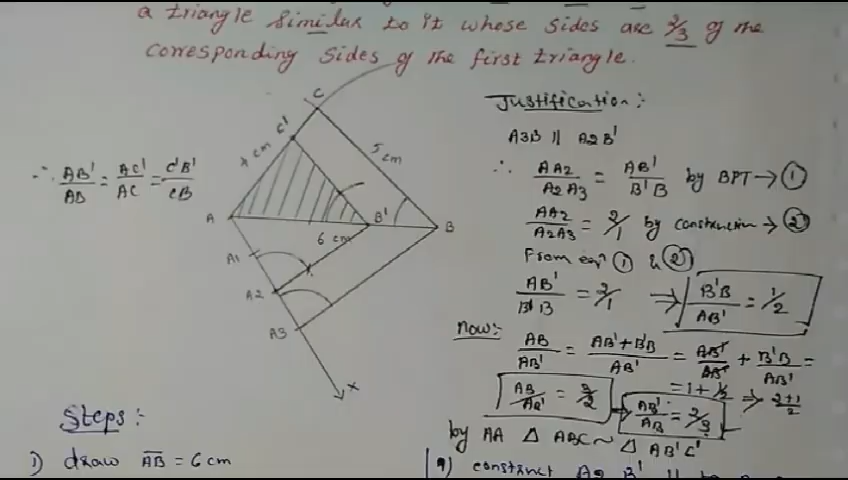 a triangle similar to it whose sides are 2/3 of the
corresponding sides of the first triangle.
∴ AB'/AB = AC'/AC = C'B'/CB
C
C'
4 cm
5 cm
A
B'
B
6 cm
A1
A2
A3
X
Steps:
1) draw AB = 6 cm
Justification:
A3B || A2B'
∴ AA2/A2A3 = AB'/B'B by BPT → ①
AA2/A2A3 = 2/1 by construction → ②
From eqn ① & ②
AB'/B'B = 2/1 ⇒ B'B/AB' = 1/2
Now:-
AB/AB' = AB'+B'B/AB' = AB'/AB' + B'B/AB' =
= 1 + 1/2 ⇒ 2+1/2
AB/AB' = 3/2 → AB'/AB = 2/3
by AA Δ ABC ~ Δ AB'C'
4) construct A2 B' ||